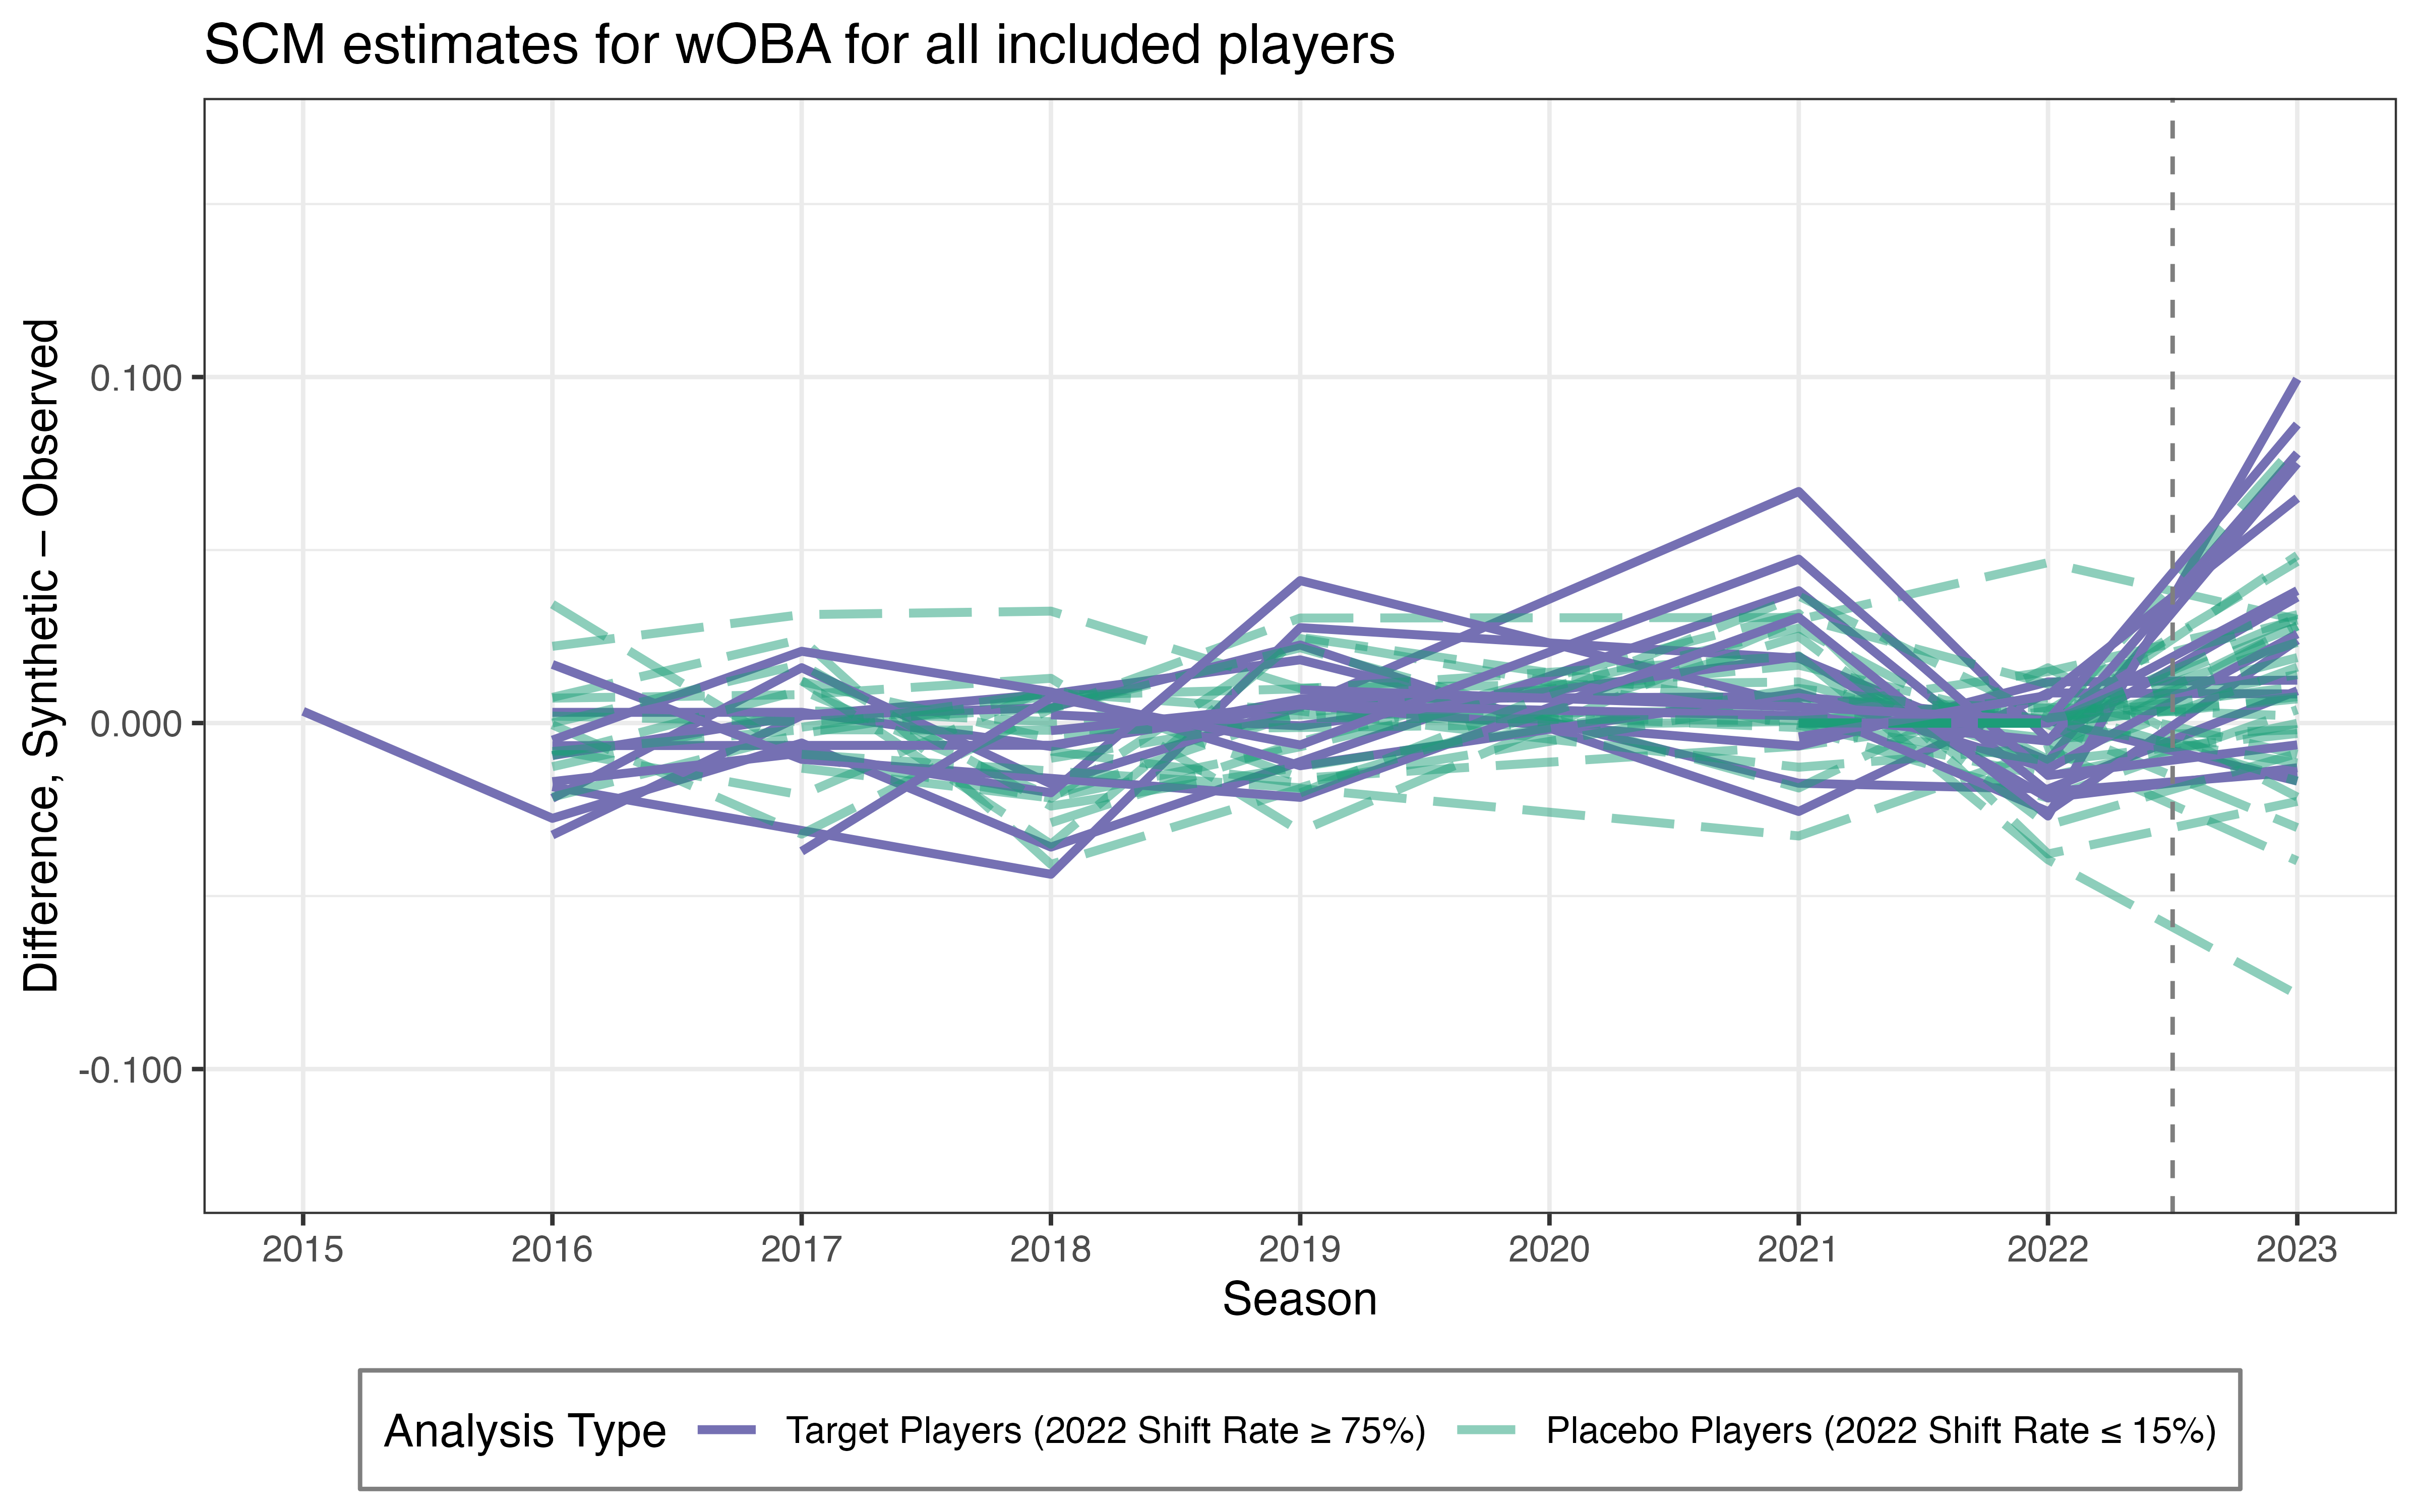 SCM estimates for wOBA for all included players
Difference, Synthetic − Observed
0.100
0.000
-0.100
2015 2016 2017 2018 2019 2020 2021 2022 2023
Season
Analysis Type Target Players (2022 Shift Rate ≥ 75%) Placebo Players (2022 Shift Rate ≤ 15%)